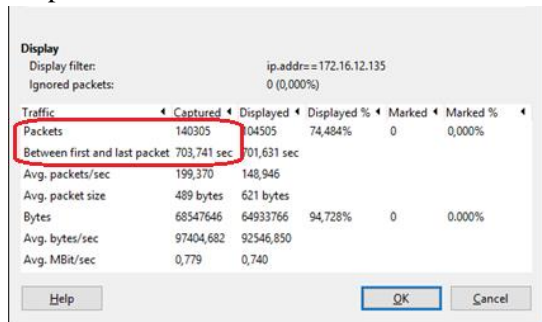 Display
Display filter: ip.addr==172.16.12.135
Ignored packets: 0 (0,000%)
Traffic Captured Displayed Displayed % Marked Marked %
Packets 140305 104505 74,484% 0 0,000%
Between first and last packet 703,741 sec 701,631 sec
Avg. packets/sec 199,370 148,946
Avg. packet size 489 bytes 621 bytes
Bytes 68547646 64933766 94,728% 0 0.000%
Avg. bytes/sec 97404,682 92546,850
Avg. MBit/sec 0,779 0,740
Help OK Cancel